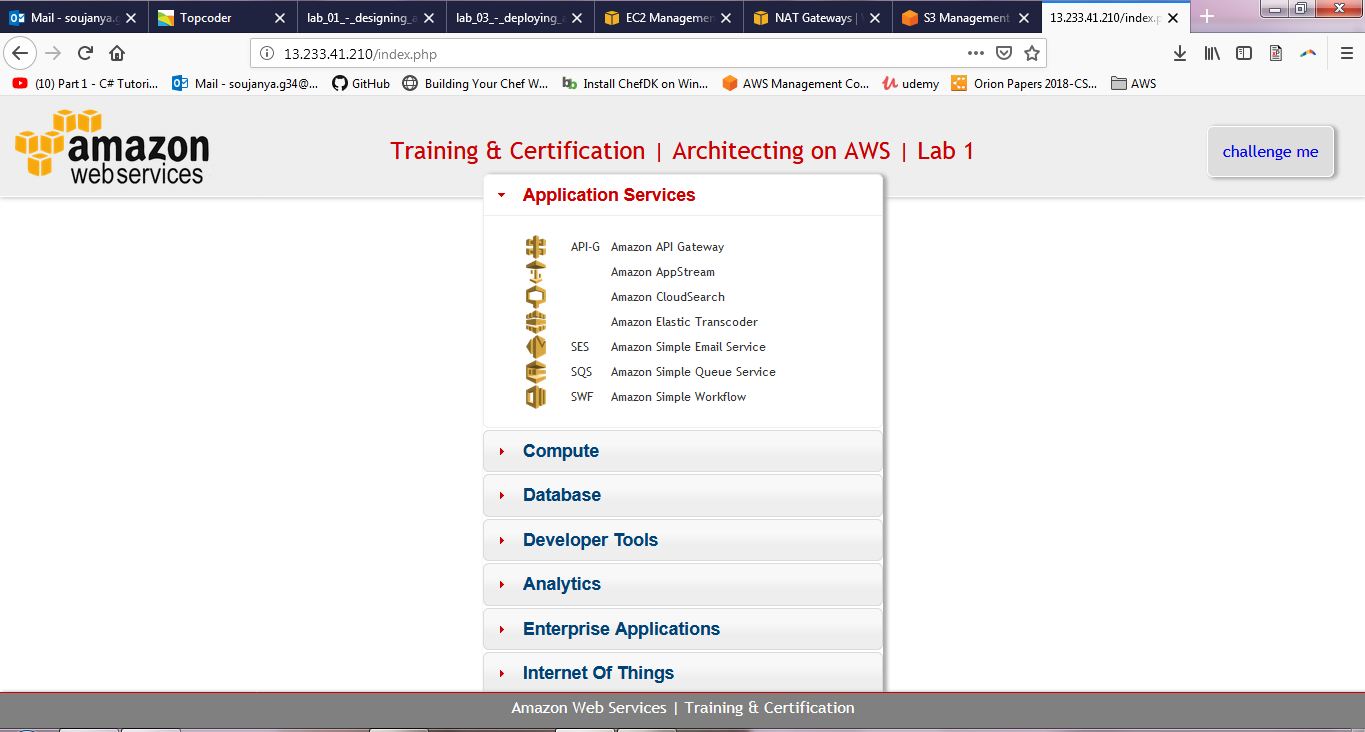 Mail - soujanya.g
Topcoder
lab_01_-_designing_a
lab_03_-_deploying_a
EC2 Managemen
NAT Gateways | V
S3 Management
13.233.41.210/index.p
13.233.41.210/index.php
(10) Part 1 - C# Tutori...
Mail - soujanya.g34@...
GitHub
Building Your Chef W...
Install ChefDK on Win...
AWS Management Co...
udemy
Orion Papers 2018-CS...
AWS
amazon
web services
Training & Certification | Architecting on AWS | Lab 1
challenge me
Application Services
API-G Amazon API Gateway
Amazon AppStream
Amazon CloudSearch
Amazon Elastic Transcoder
SES Amazon Simple Email Service
SQS Amazon Simple Queue Service
SWF Amazon Simple Workflow
Compute
Database
Developer Tools
Analytics
Enterprise Applications
Internet Of Things
Amazon Web Services | Training & Certification